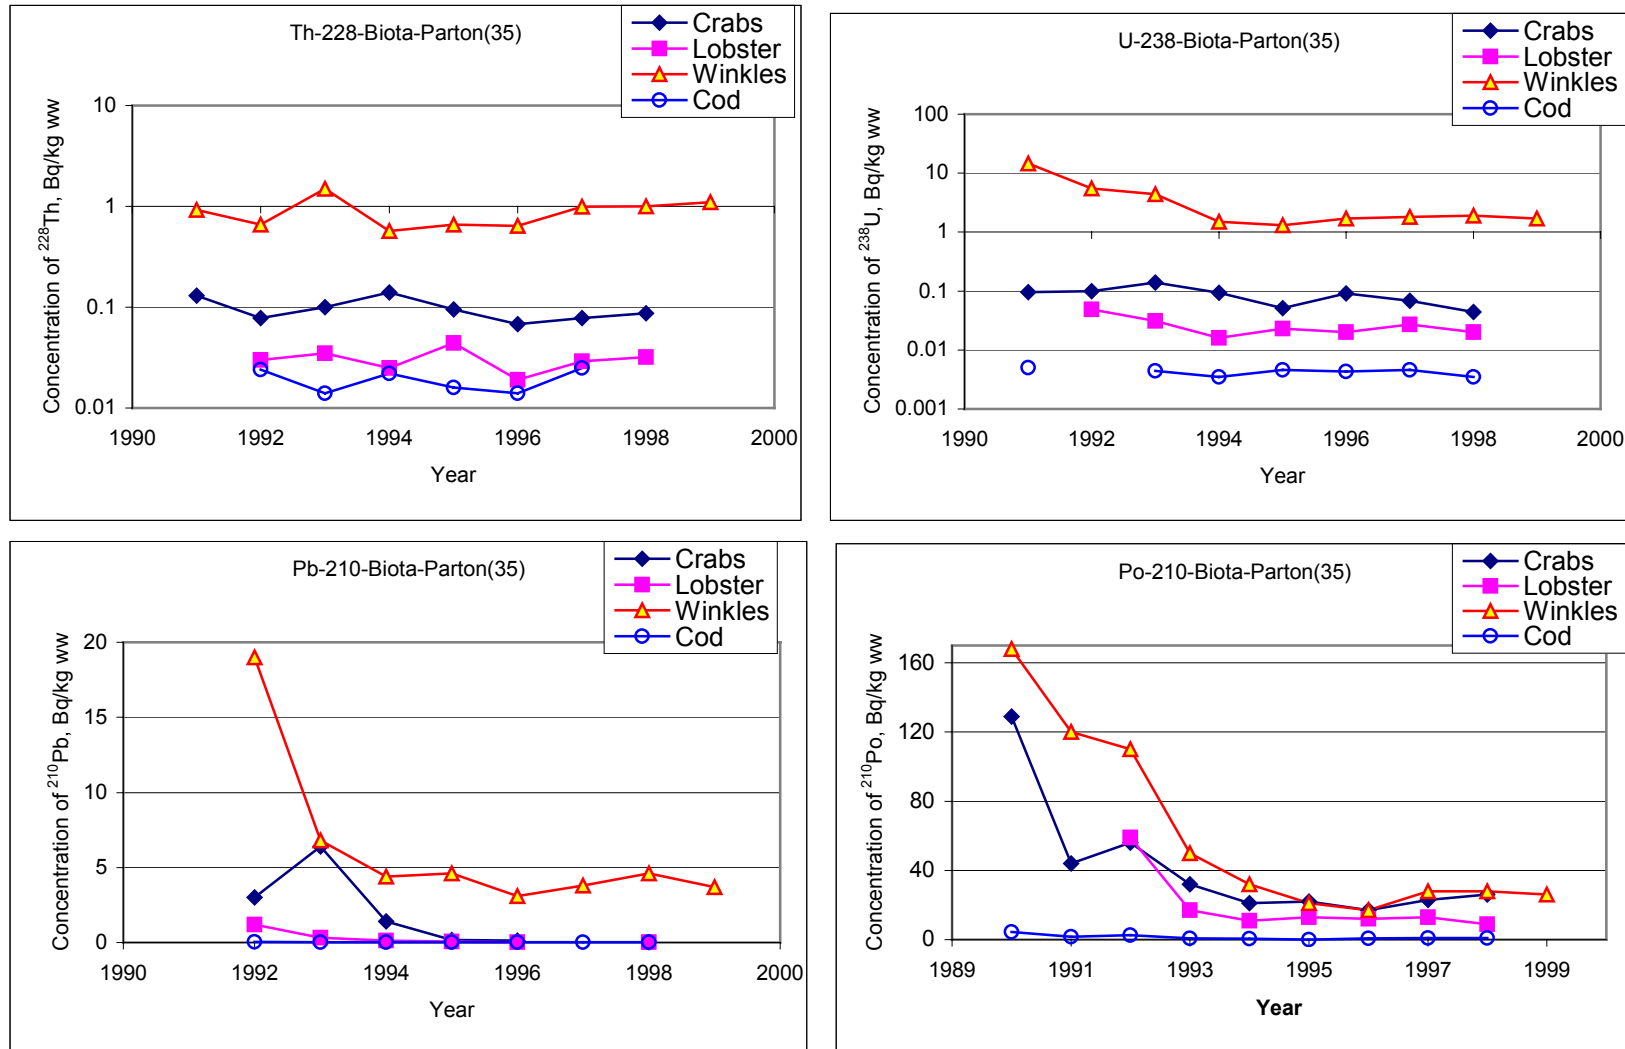 Th-228-Biota-Parton(35)
Crabs
Lobster
Winkles
Cod
Concentration of ²²⁸Th, Bq/kg ww
10
1
0.1
0.01
1990 1992 1994 1996 1998 2000
Year
U-238-Biota-Parton(35)
Crabs
Lobster
Winkles
Cod
Concentration of ²³⁸U, Bq/kg ww
100
10
1
0.1
0.01
0.001
1990 1992 1994 1996 1998 2000
Year
Pb-210-Biota-Parton(35)
Crabs
Lobster
Winkles
Cod
Concentration of ²¹⁰Pb, Bq/kg ww
20
15
10
5
0
1990 1992 1994 1996 1998 2000
Year
Po-210-Biota-Parton(35)
Crabs
Lobster
Winkles
Cod
Concentration of ²¹⁰Po, Bq/kg ww
160
120
80
40
0
1989 1991 1993 1995 1997 1999
Year